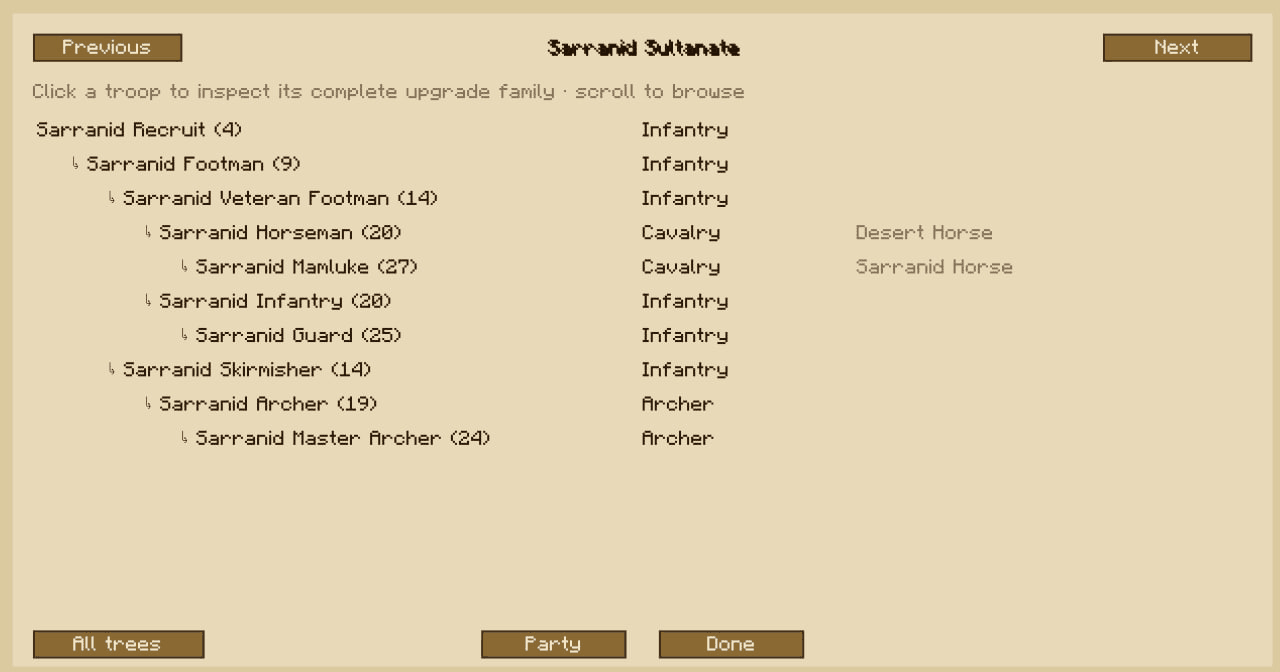 Previous Sarranid Sultanate Next
Click a troop to inspect its complete upgrade family · scroll to browse
Sarranid Recruit (4) Infantry
↳ Sarranid Footman (9) Infantry
↳ Sarranid Veteran Footman (14) Infantry
↳ Sarranid Horseman (20) Cavalry Desert Horse
↳ Sarranid Mamluke (27) Cavalry Sarranid Horse
↳ Sarranid Infantry (20) Infantry
↳ Sarranid Guard (25) Infantry
↳ Sarranid Skirmisher (14) Infantry
↳ Sarranid Archer (19) Archer
↳ Sarranid Master Archer (24) Archer
All trees Party Done